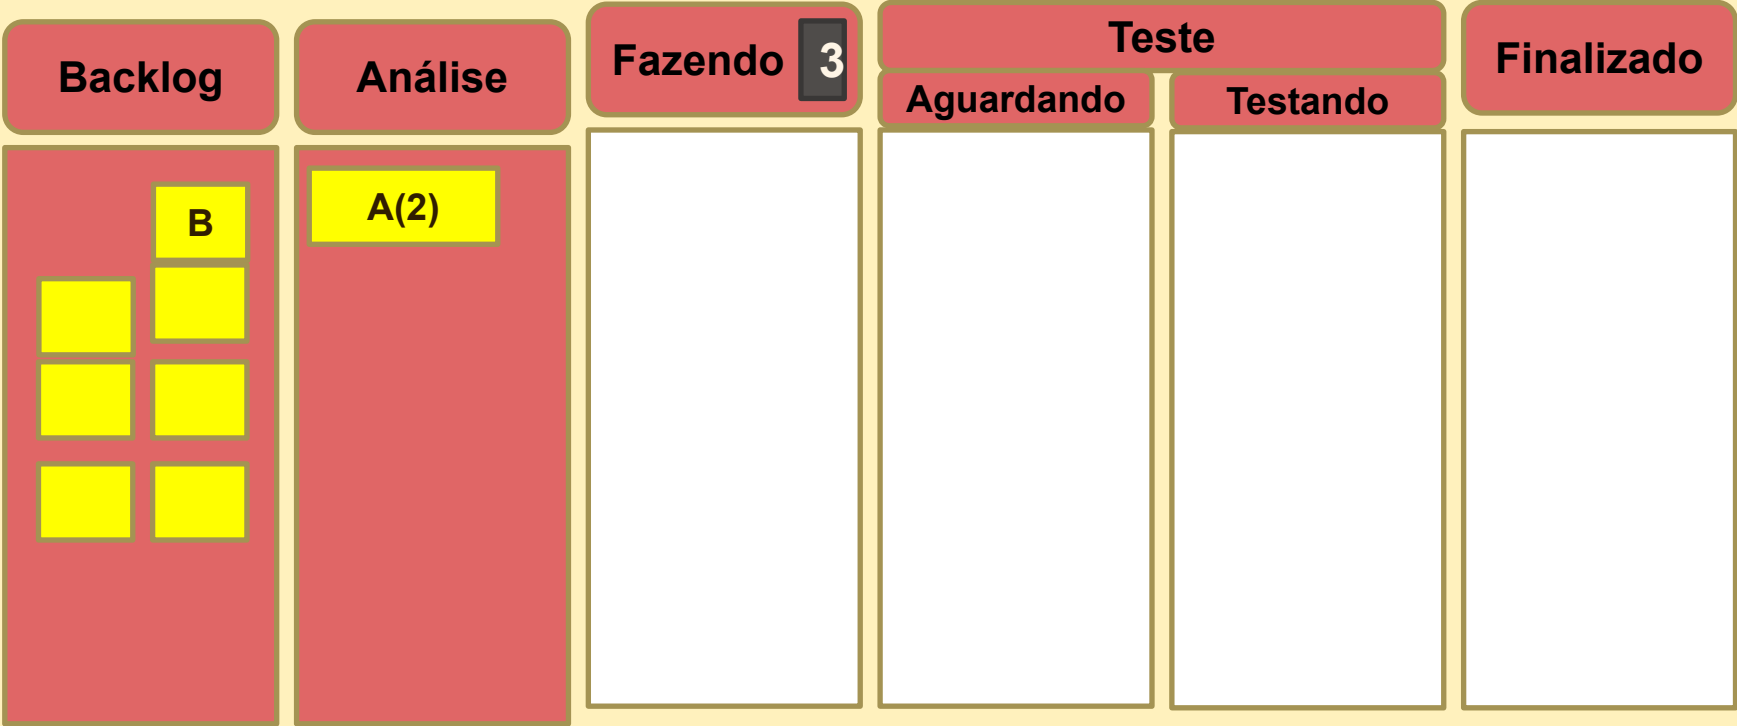 Backlog
Análise
Fazendo 3
Teste
Aguardando
Testando
Finalizado
B
A(2)